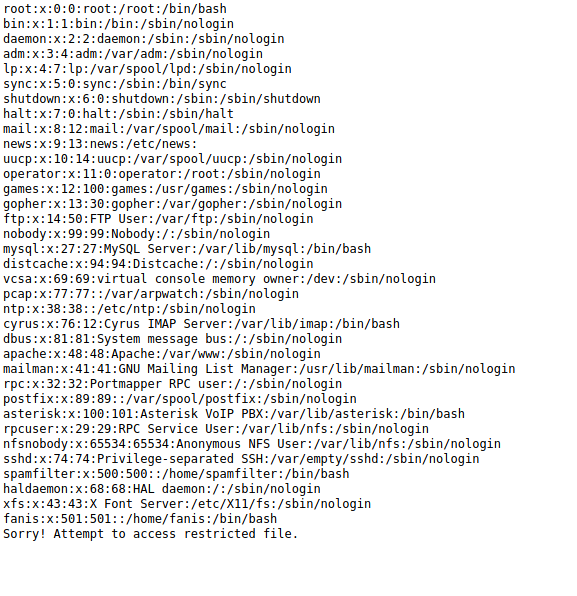 root:x:0:0:root:/root:/bin/bash
bin:x:1:1:bin:/bin:/sbin/nologin
daemon:x:2:2:daemon:/sbin:/sbin/nologin
adm:x:3:4:adm:/var/adm:/sbin/nologin
lp:x:4:7:lp:/var/spool/lpd:/sbin/nologin
sync:x:5:0:sync:/sbin:/bin/sync
shutdown:x:6:0:shutdown:/sbin:/sbin/shutdown
halt:x:7:0:halt:/sbin:/sbin/halt
mail:x:8:12:mail:/var/spool/mail:/sbin/nologin
news:x:9:13:news:/etc/news:
uucp:x:10:14:uucp:/var/spool/uucp:/sbin/nologin
operator:x:11:0:operator:/root:/sbin/nologin
games:x:12:100:games:/usr/games:/sbin/nologin
gopher:x:13:30:gopher:/var/gopher:/sbin/nologin
ftp:x:14:50:FTP User:/var/ftp:/sbin/nologin
nobody:x:99:99:Nobody:/:/sbin/nologin
mysql:x:27:27:MySQL Server:/var/lib/mysql:/bin/bash
distcache:x:94:94:Distcache:/:/sbin/nologin
vcsa:x:69:69:virtual console memory owner:/dev:/sbin/nologin
pcap:x:77:77::/var/arpwatch:/sbin/nologin
ntp:x:38:38::/etc/ntp:/sbin/nologin
cyrus:x:76:12:Cyrus IMAP Server:/var/lib/imap:/bin/bash
dbus:x:81:81:System message bus:/:/sbin/nologin
apache:x:48:48:Apache:/var/www:/sbin/nologin
mailman:x:41:41:GNU Mailing List Manager:/usr/lib/mailman:/sbin/nologin
rpc:x:32:32:Portmapper RPC user:/:/sbin/nologin
postfix:x:89:89::/var/spool/postfix:/sbin/nologin
asterisk:x:100:101:Asterisk VoIP PBX:/var/lib/asterisk:/bin/bash
rpcuser:x:29:29:RPC Service User:/var/lib/nfs:/sbin/nologin
nfsnobody:x:65534:65534:Anonymous NFS User:/var/lib/nfs:/sbin/nologin
sshd:x:74:74:Privilege-separated SSH:/var/empty/sshd:/sbin/nologin
spamfilter:x:500:500::/home/spamfilter:/bin/bash
haldaemon:x:68:68:HAL daemon:/:/sbin/nologin
xfs:x:43:43:X Font Server:/etc/X11/fs:/sbin/nologin
fanis:x:501:501::/home/fanis:/bin/bash
Sorry! Attempt to access restricted file.